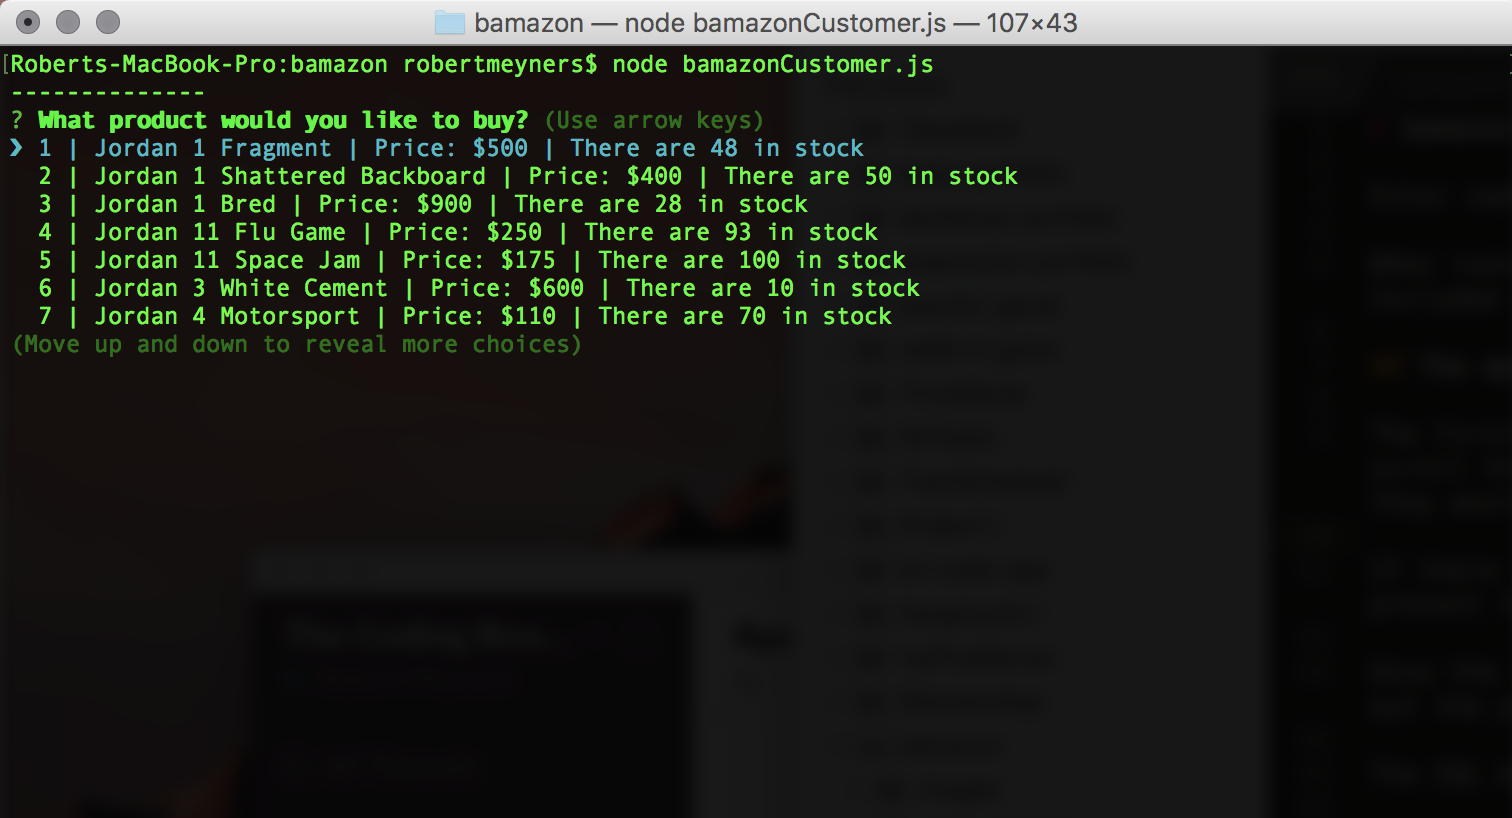 bamazon — node bamazonCustomer.js — 107×43
[Roberts-MacBook-Pro:bamazon robertmeyners$ node bamazonCustomer.js
--------------
? What product would you like to buy? (Use arrow keys)
❯ 1 | Jordan 1 Fragment | Price: $500 | There are 48 in stock
  2 | Jordan 1 Shattered Backboard | Price: $400 | There are 50 in stock
  3 | Jordan 1 Bred | Price: $900 | There are 28 in stock
  4 | Jordan 11 Flu Game | Price: $250 | There are 93 in stock
  5 | Jordan 11 Space Jam | Price: $175 | There are 100 in stock
  6 | Jordan 3 White Cement | Price: $600 | There are 10 in stock
  7 | Jordan 4 Motorsport | Price: $110 | There are 70 in stock
(Move up and down to reveal more choices)